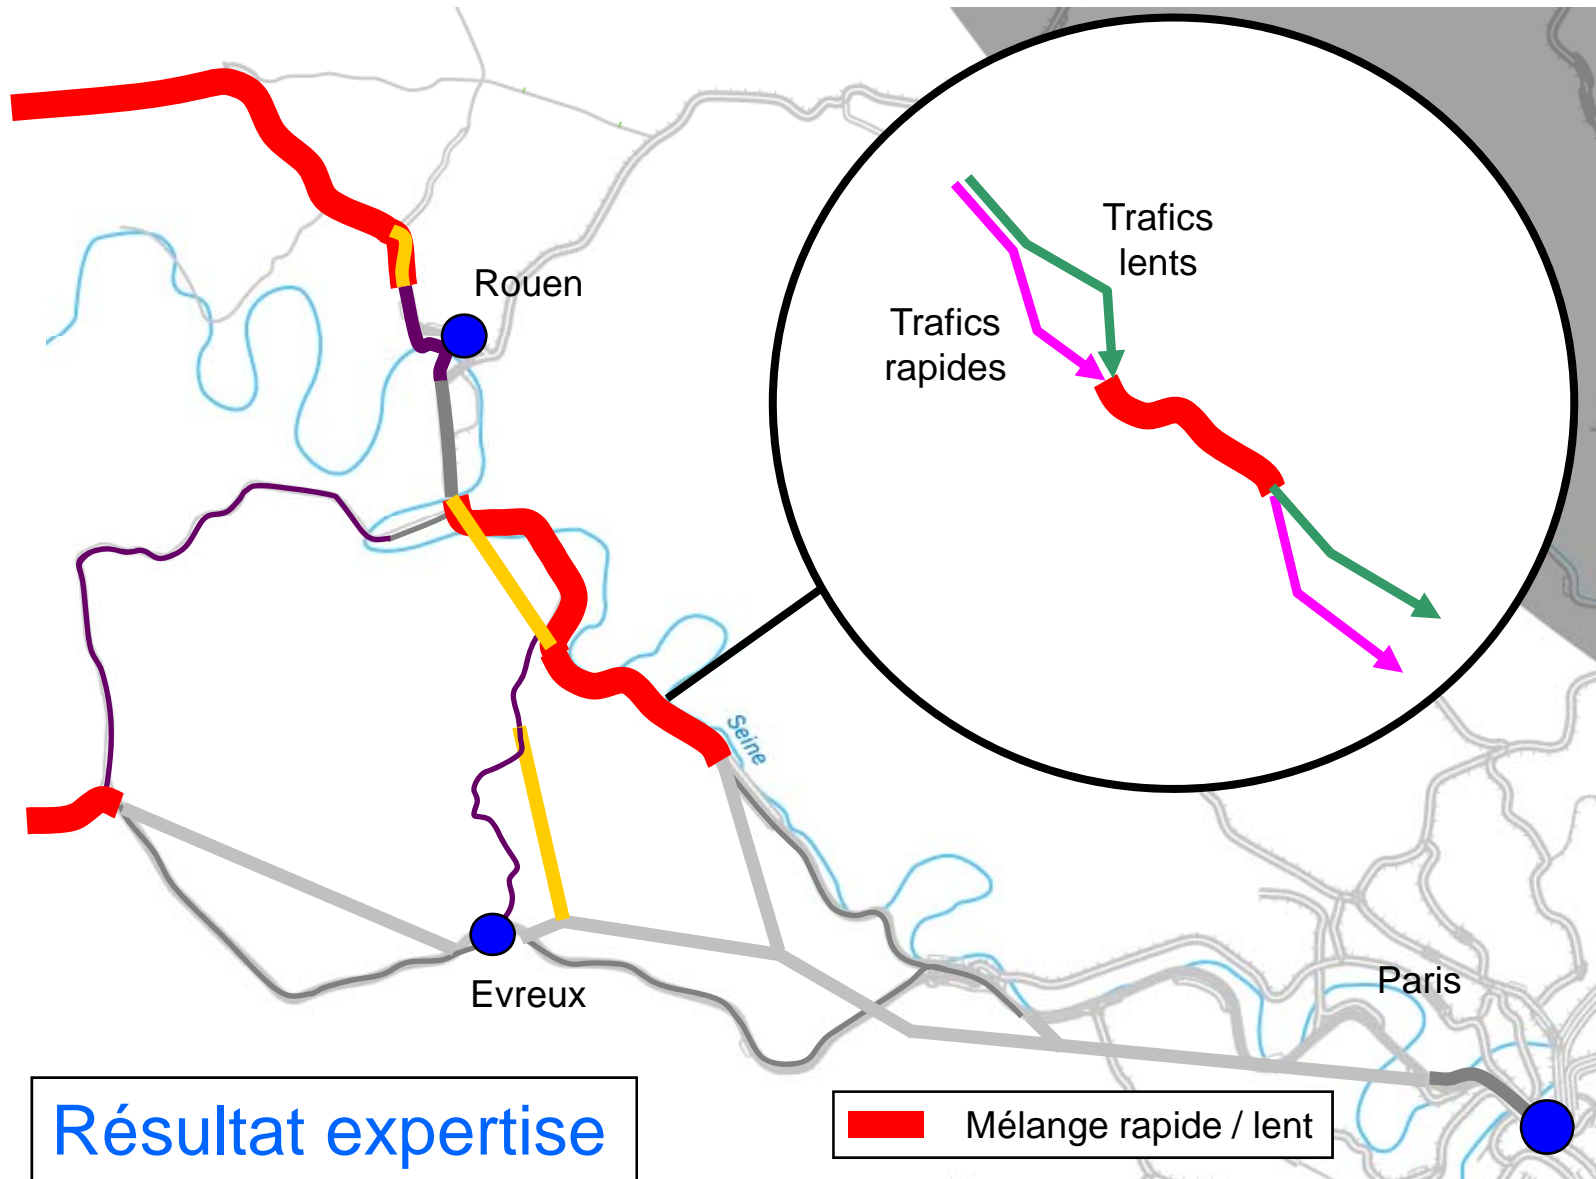 Trafics
lents
Rouen
Trafics
rapides
Seine
Paris
Evreux
Résultat expertise
Mélange rapide / lent